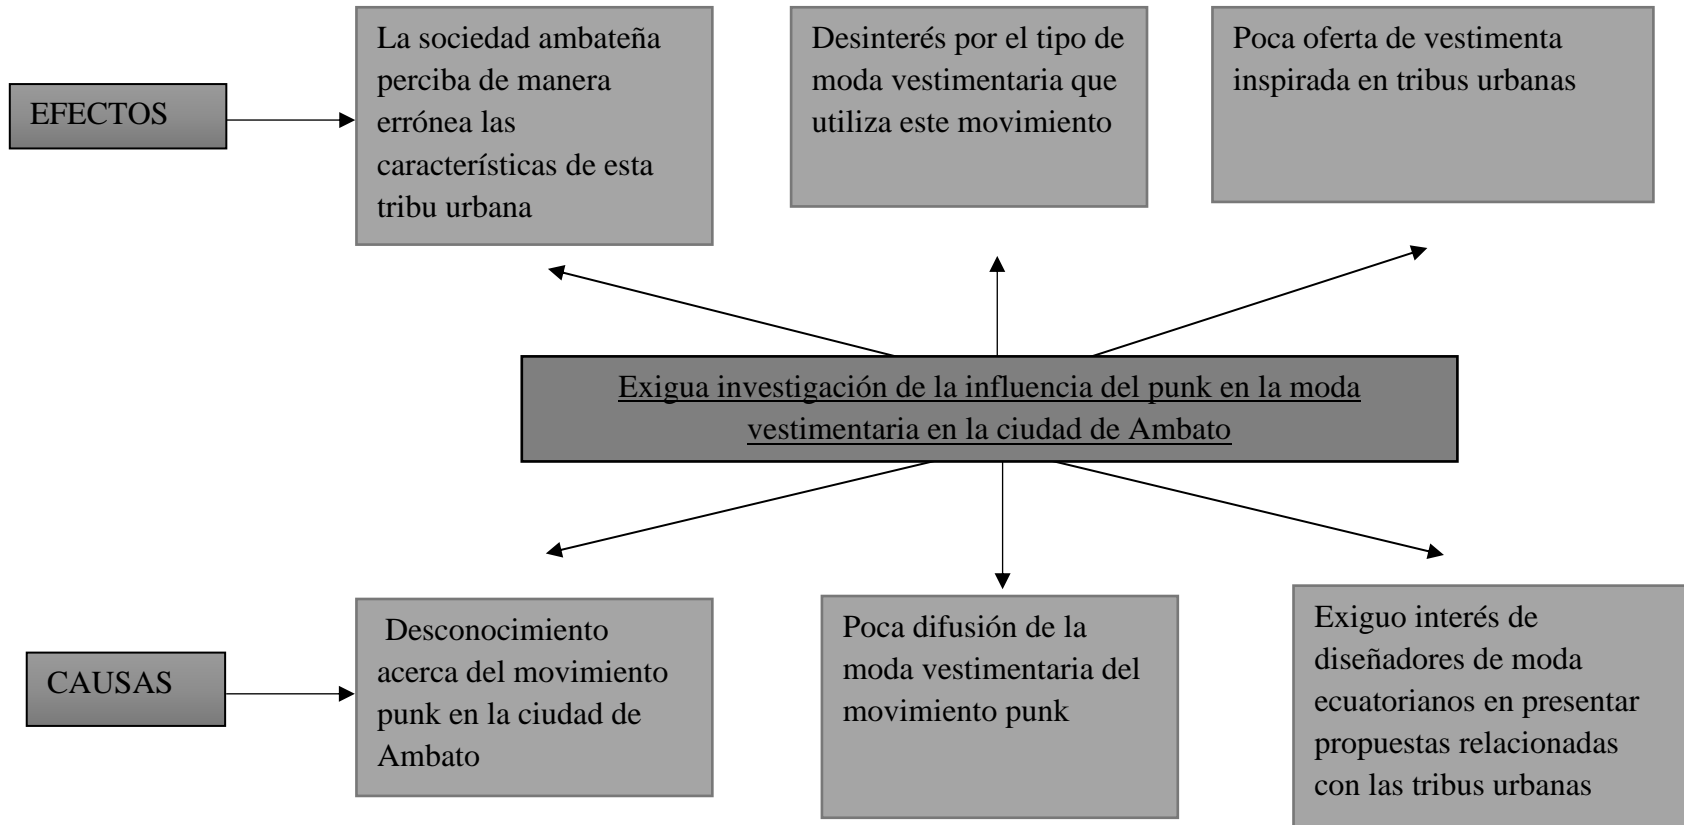 EFECTOS
La sociedad ambateña
perciba de manera
errónea las
características de esta
tribu urbana
Desinterés por el tipo de
moda vestimentaria que
utiliza este movimiento
Poca oferta de vestimenta
inspirada en tribus urbanas
Exigua investigación de la influencia del punk en la moda
vestimentaria en la ciudad de Ambato
CAUSAS
Desconocimiento
acerca del movimiento
punk en la ciudad de
Ambato
Poca difusión de la
moda vestimentaria del
movimiento punk
Exiguo interés de
diseñadores de moda
ecuatorianos en presentar
propuestas relacionadas
con las tribus urbanas